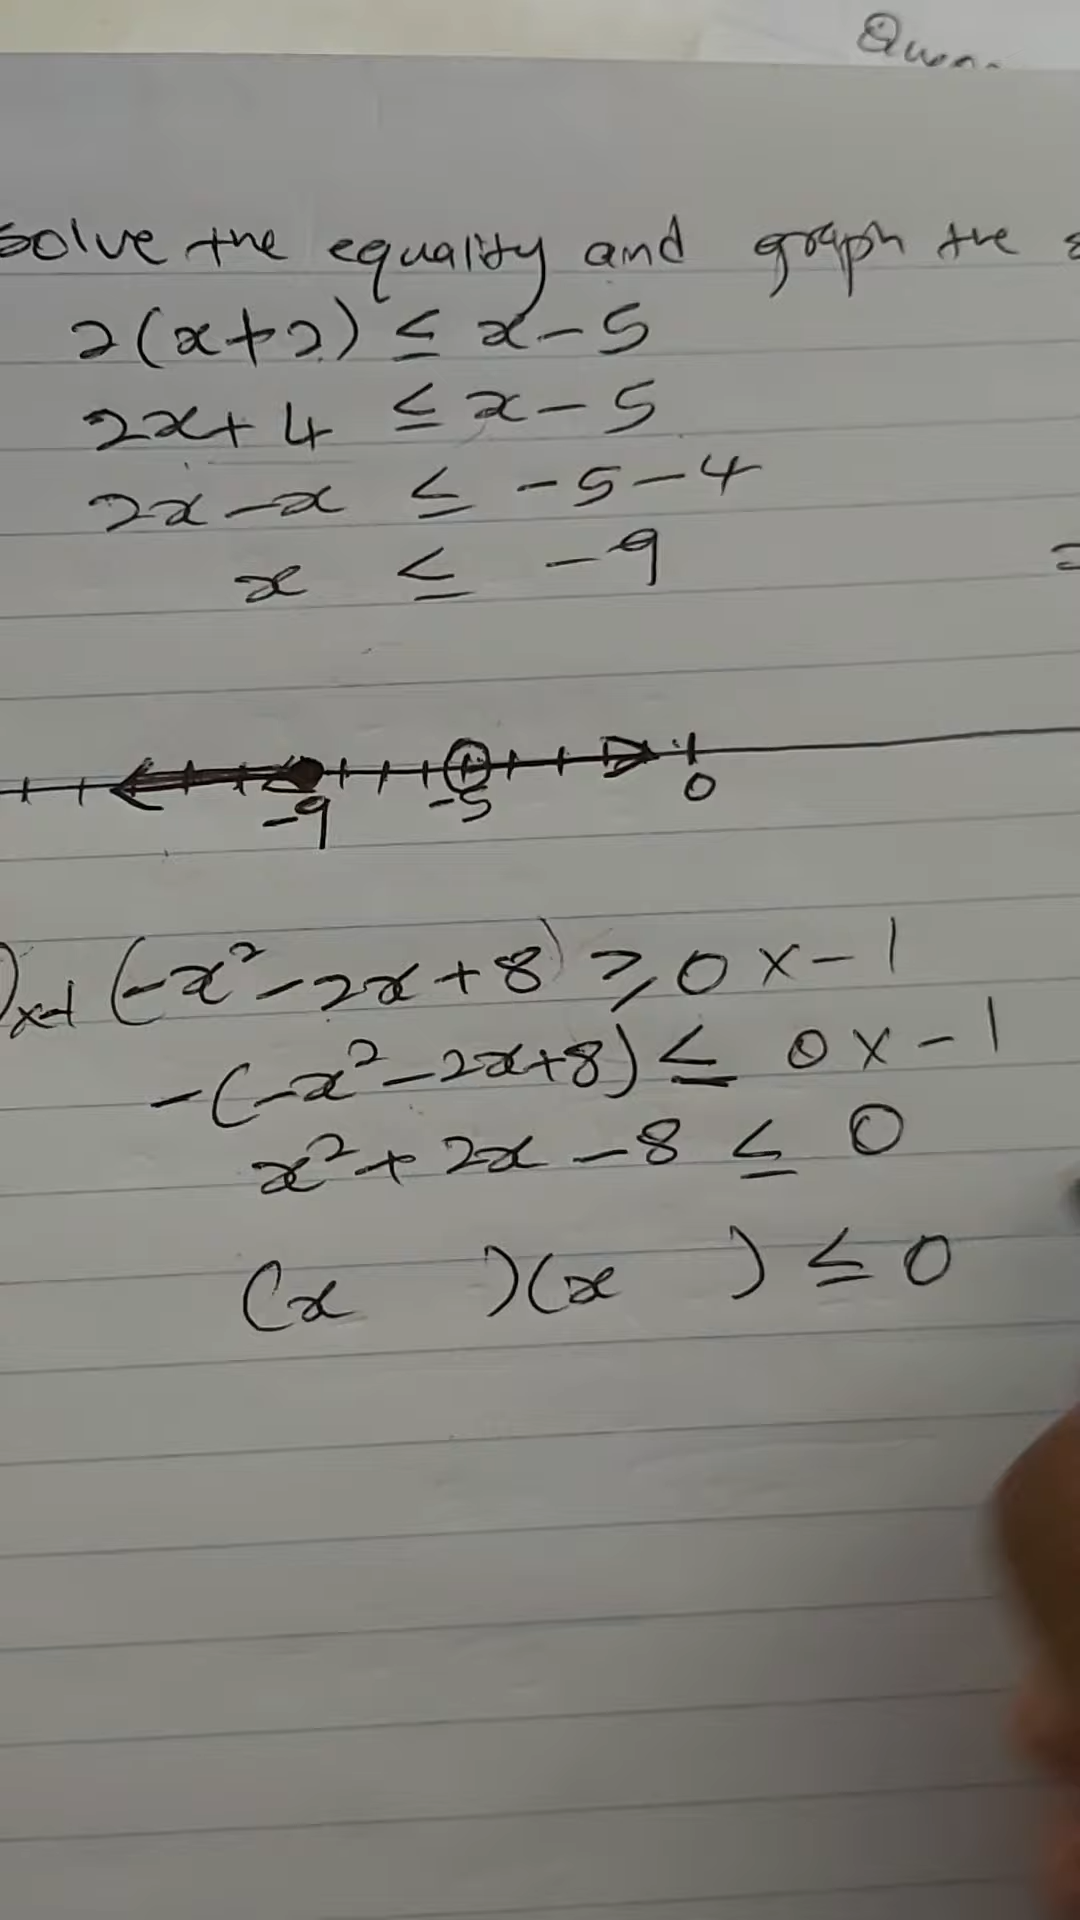 Solve the equality and graph the
2(x+2) ≤ x-5
2x+4 ≤ x-5
2x-x ≤ -5-4
x ≤ -9
-9 -5 0
x-1 (-x²-2x+8) ≥ 0 x-1
-(-x²-2x+8) ≤ 0 x-1
x²+2x-8 ≤ 0
(x )(x ) ≤ 0